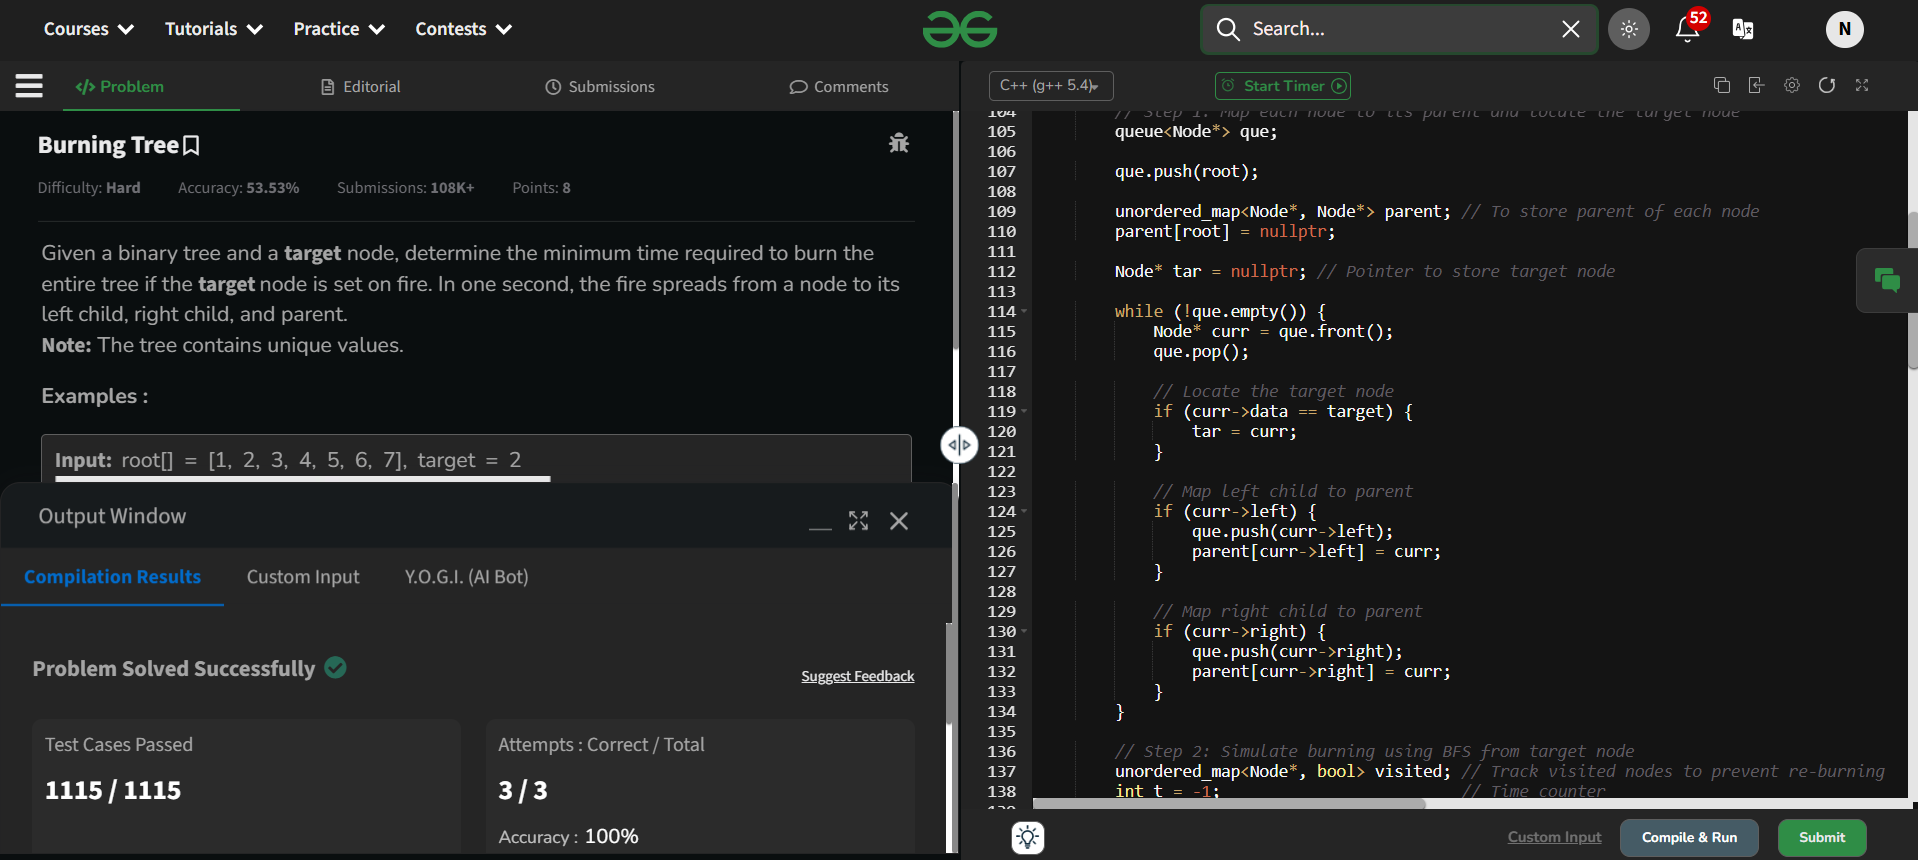 Courses Tutorials Practice Contests Search... 52 N
Problem Editorial Submissions Comments
Burning Tree
Difficulty: Hard Accuracy: 53.53% Submissions: 108K+ Points: 8
Given a binary tree and a target node, determine the minimum time required to burn the
entire tree if the target node is set on fire. In one second, the fire spreads from a node to its
left child, right child, and parent.
Note: The tree contains unique values.
Examples :
Input: root[] = [1, 2, 3, 4, 5, 6, 7], target = 2
Output Window
Compilation Results Custom Input Y.O.G.I. (AI Bot)
Problem Solved Successfully
Suggest Feedback
Test Cases Passed
1115 / 1115
Attempts : Correct / Total
3 / 3
Accuracy : 100%
C++ (g++ 5.4) Start Timer
104 // Step 1: Map each node to its parent and locate the target node
105 queue<Node*> que;
106
107 que.push(root);
108
109 unordered_map<Node*, Node*> parent; // To store parent of each node
110 parent[root] = nullptr;
111
112 Node* tar = nullptr; // Pointer to store target node
113
114 while (!que.empty()) {
115 Node* curr = que.front();
116 que.pop();
117
118 // Locate the target node
119 if (curr->data == target) {
120 tar = curr;
121 }
122
123 // Map left child to parent
124 if (curr->left) {
125 que.push(curr->left);
126 parent[curr->left] = curr;
127 }
128
129 // Map right child to parent
130 if (curr->right) {
131 que.push(curr->right);
132 parent[curr->right] = curr;
133 }
134 }
135
136 // Step 2: Simulate burning using BFS from target node
137 unordered_map<Node*, bool> visited; // Track visited nodes to prevent re-burning
138 int t = -1; // Time counter
Custom Input Compile & Run Submit